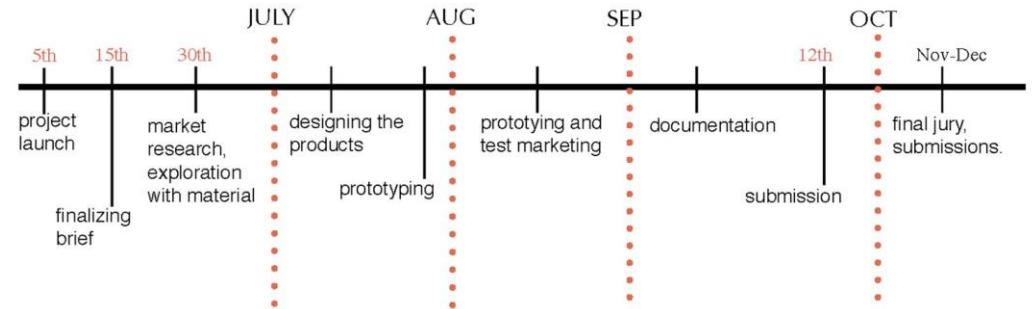 JULY
AUG
SEP
OCT
5th
15th
30th
12th
Nov-Dec
project
launch
finalizing
brief
market
research,
exploration
with material
designing the
products
prototyping
prototying and
test marketing
documentation
submission
final jury,
submissions.